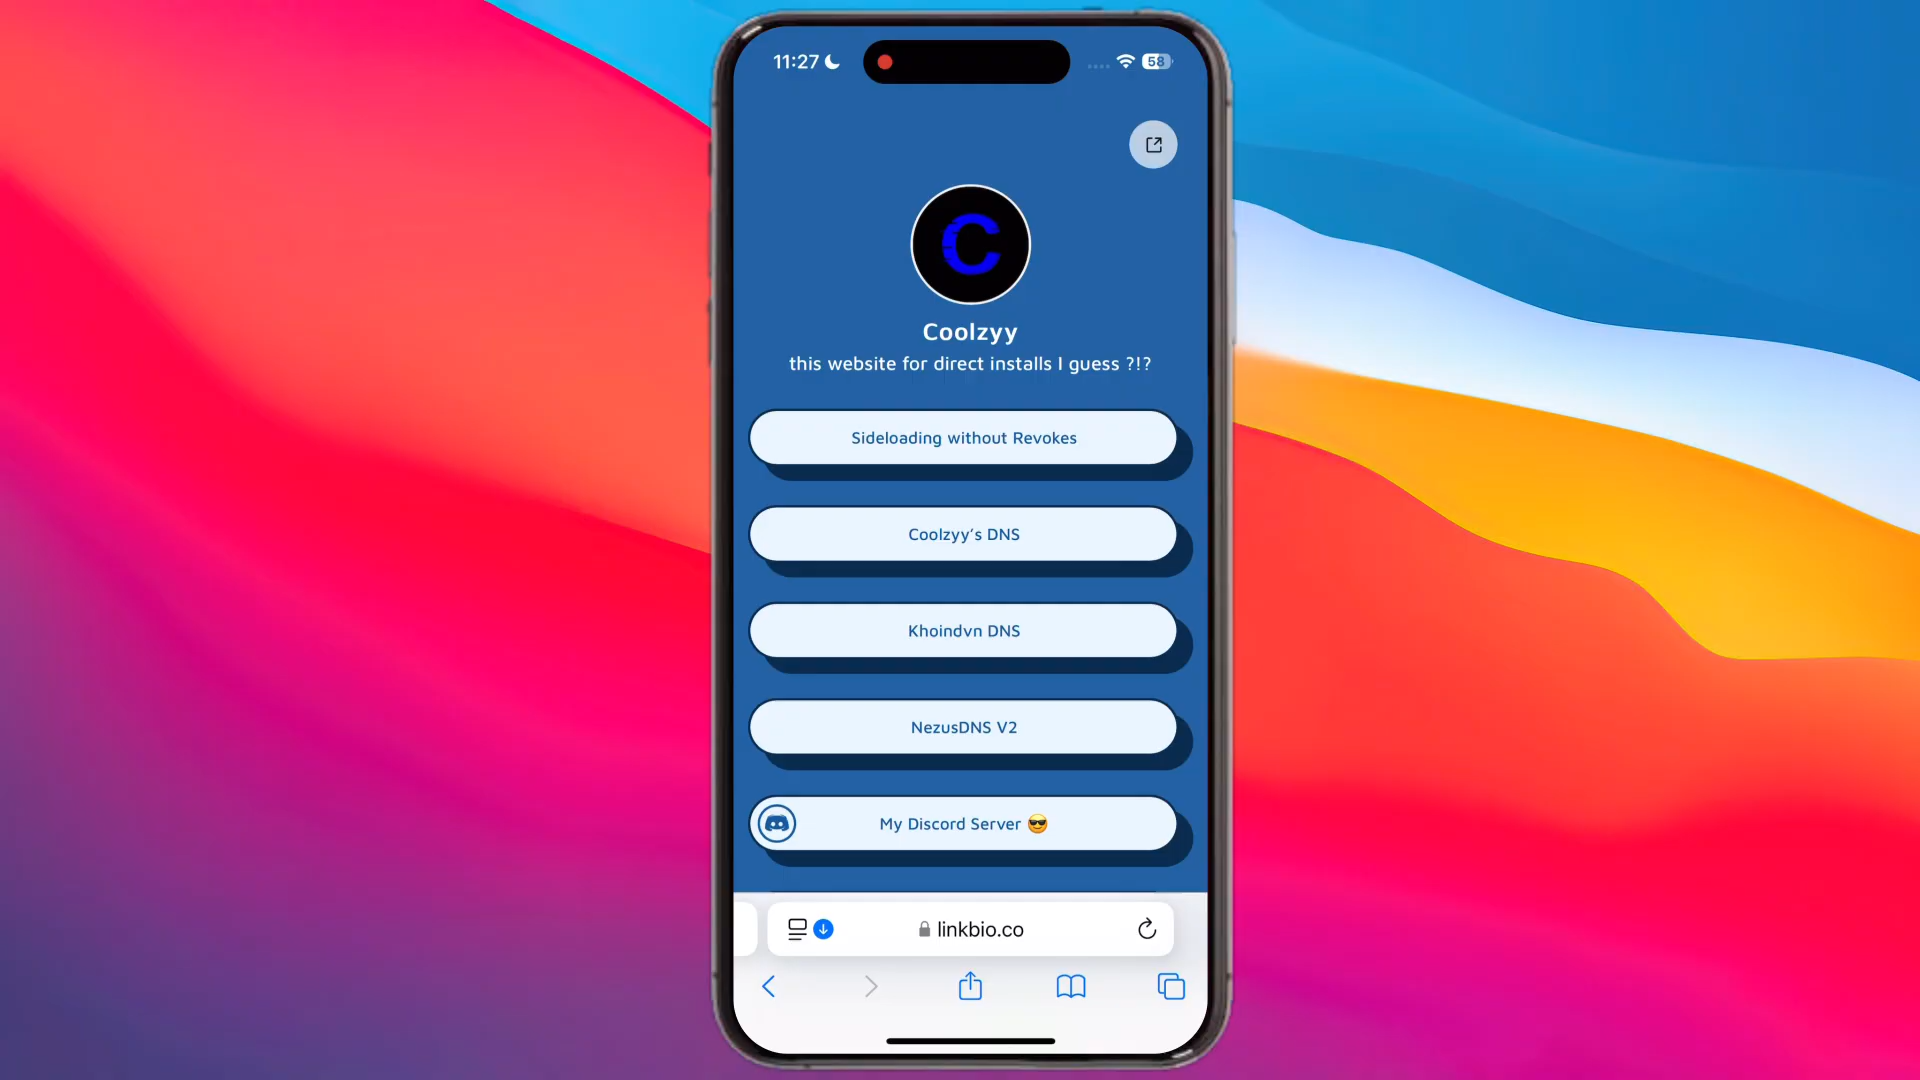 11:27
58
C
Coolzyy
this website for direct installs I guess ?!?
Sideloading without Revokes
Coolzyy’s DNS
Khoindvn DNS
NezusDNS V2
My Discord Server 😎
linkbio.co